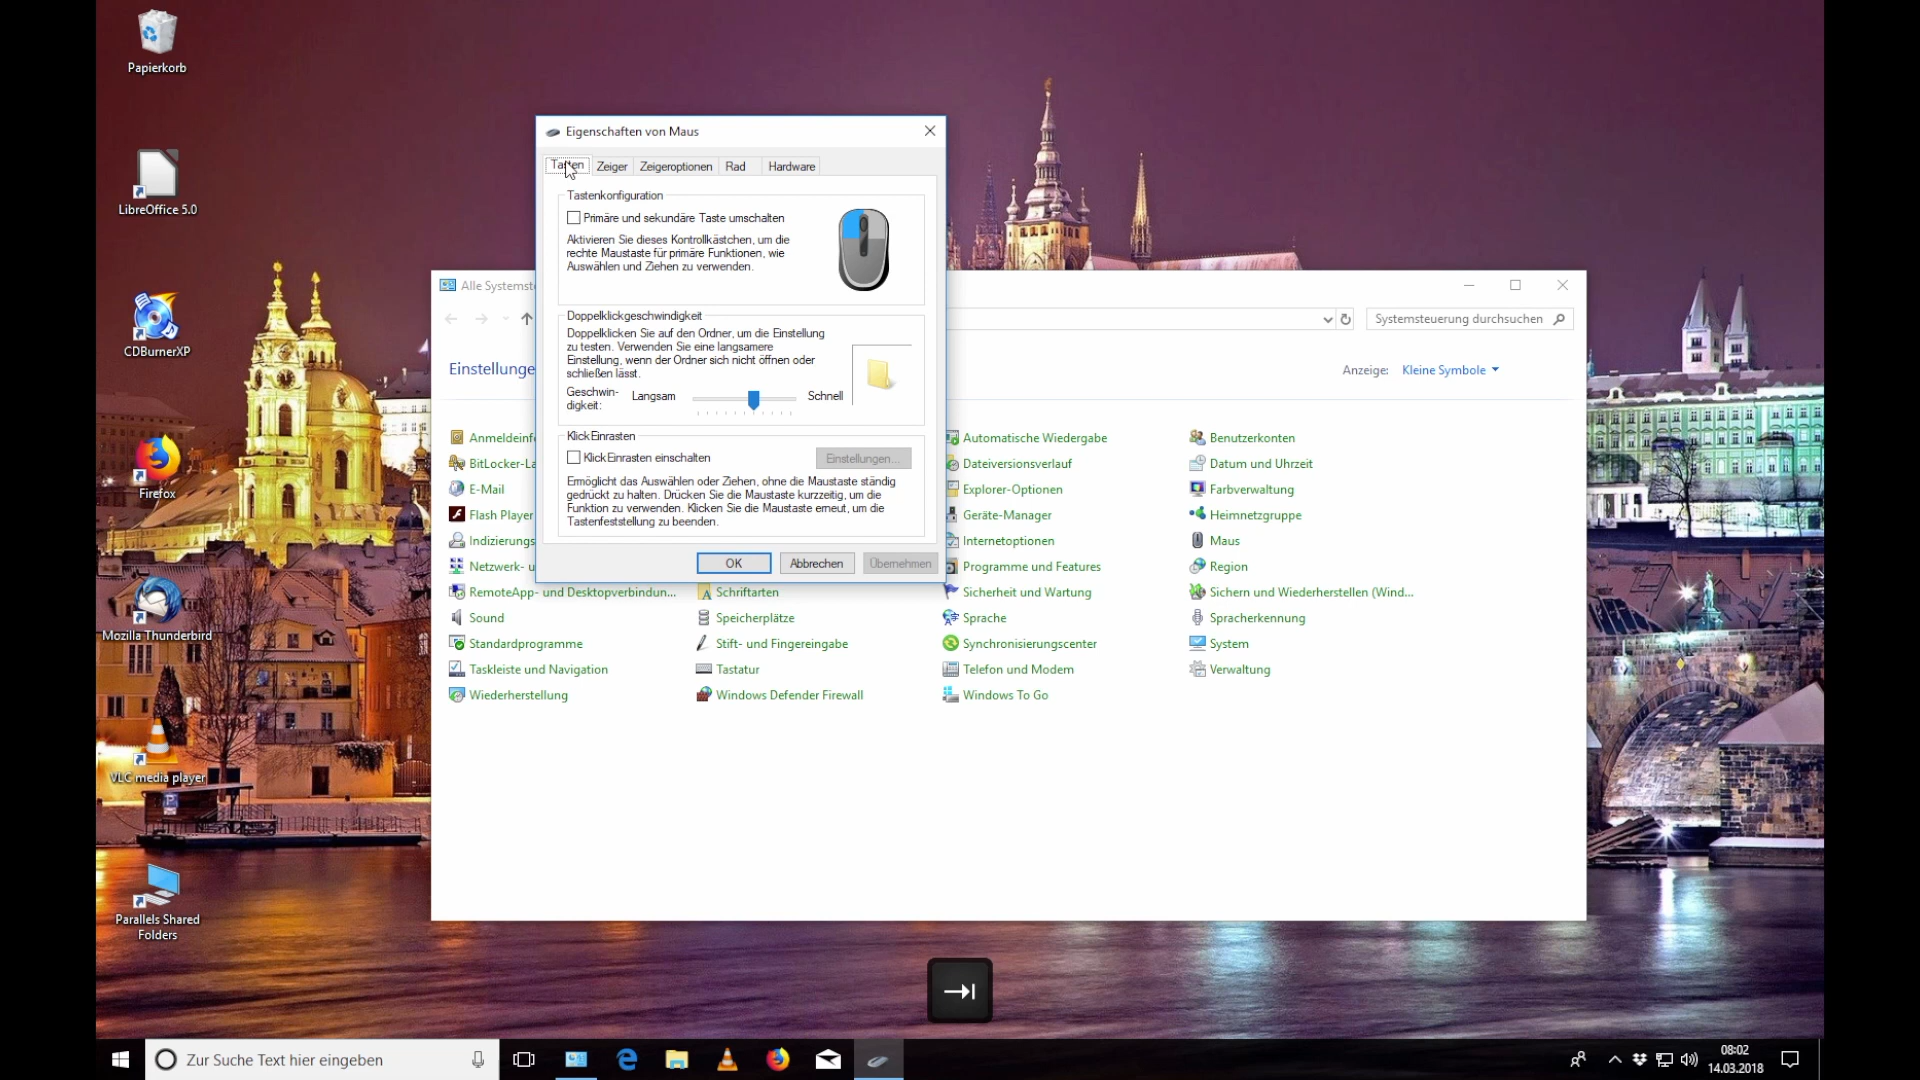 Papierkorb
LibreOffice 5.0
CDBurnerXP
Firefox
Mozilla Thunderbird
VLC media player
Parallels Shared
Folders
Eigenschaften von Maus
Tasten
Zeiger
Zeigeroptionen
Rad
Hardware
Tastenkonfiguration
Primäre und sekundäre Taste umschalten
Aktivieren Sie dieses Kontrollkästchen, um die
rechte Maustaste für primäre Funktionen, wie
Auswählen und Ziehen zu verwenden.
Doppelklickgeschwindigkeit
Doppelklicken Sie auf den Ordner, um die Einstellung
zu testen. Verwenden Sie eine langsamere
Einstellung, wenn der Ordner sich nicht öffnen oder
schließen lässt.
Geschwin-
digkeit:
Langsam
Schnell
KlickEinrasten
KlickEinrasten einschalten
Einstellungen...
Ermöglicht das Auswählen oder Ziehen, ohne die Maustaste ständig
gedrückt zu halten. Drücken Sie die Maustaste kurzzeitig, um die
Funktion zu verwenden. Klicken Sie die Maustaste erneut, um die
Tastenfeststellung zu beenden.
OK
Abbrechen
Übernehmen
Alle Systemst
Systemsteuerung durchsuchen
Einstellunge
Anzeige:
Kleine Symbole
Anmeldeinf
Automatische Wiedergabe
Benutzerkonten
BitLocker-La
Dateiversionsverlauf
Datum und Uhrzeit
E-Mail
Explorer-Optionen
Farbverwaltung
Flash Player
Geräte-Manager
Heimnetzgruppe
Indizierungs
Internetoptionen
Maus
Netzwerk- u
Programme und Features
Region
RemoteApp- und Desktopverbindun...
Schriftarten
Sicherheit und Wartung
Sichern und Wiederherstellen (Wind...
Sound
Speicherplätze
Sprache
Spracherkennung
Standardprogramme
Stift- und Fingereingabe
Synchronisierungscenter
System
Taskleiste und Navigation
Tastatur
Telefon und Modem
Verwaltung
Wiederherstellung
Windows Defender Firewall
Windows To Go
Zur Suche Text hier eingeben
08:02
14.03.2018